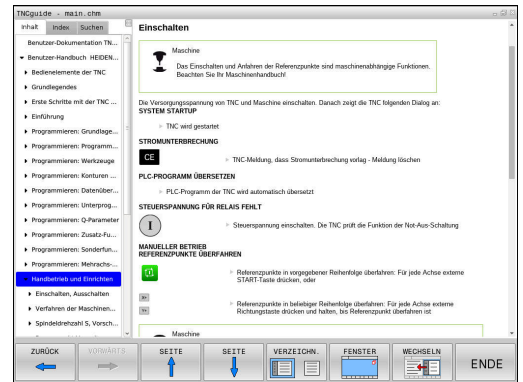 TNCguide - main.chm
Inhalt Index Suchen
Benutzer-Dokumentation TN...
Benutzer-Handbuch HEIDEN...
Bedienelemente der TNC
Grundlegendes
Erste Schritte mit der TNC ...
Einführung
Programmieren: Grundlage...
Programmieren: Programm...
Programmieren: Werkzeuge
Programmieren: Konturen ...
Programmieren: Datenüber...
Programmieren: Unterprog...
Programmieren: Q-Parameter
Programmieren: Zusatz-Fu...
Programmieren: Sonderfun...
Programmieren: Mehrachs-...
Handbetrieb und Einrichten
Einschalten, Ausschalten
Verfahren der Maschinen...
Spindeldrehzahl S, Vorsch...
Einschalten
Maschine
Das Einschalten und Anfahren der Referenzpunkte sind maschinenabhängige Funktionen.
Beachten Sie Ihr Maschinenhandbuch!
Die Versorgungsspannung von TNC und Maschine einschalten. Danach zeigt die TNC folgenden Dialog an:
SYSTEM STARTUP
TNC wird gestartet
STROMUNTERBRECHUNG
CE
TNC-Meldung, dass Stromunterbrechung vorlag - Meldung löschen
PLC-PROGRAMM ÜBERSETZEN
PLC-Programm der TNC wird automatisch übersetzt
STEUERSPANNUNG FÜR RELAIS FEHLT
I
Steuerspannung einschalten. Die TNC prüft die Funktion der Not-Aus-Schaltung
MANUELLER BETRIEB
REFERENZPUNKTE ÜBERFAHREN
Referenzpunkte in vorgegebener Reihenfolge überfahren: Für jede Achse externe
START-Taste drücken, oder
Referenzpunkte in beliebiger Reihenfolge überfahren: Für jede Achse externe
Richtungstaste drücken und halten, bis Referenzpunkt überfahren ist
Maschine
ZURÜCK VORWÄRTS SEITE SEITE VERZEICHN. FENSTER WECHSELN ENDE